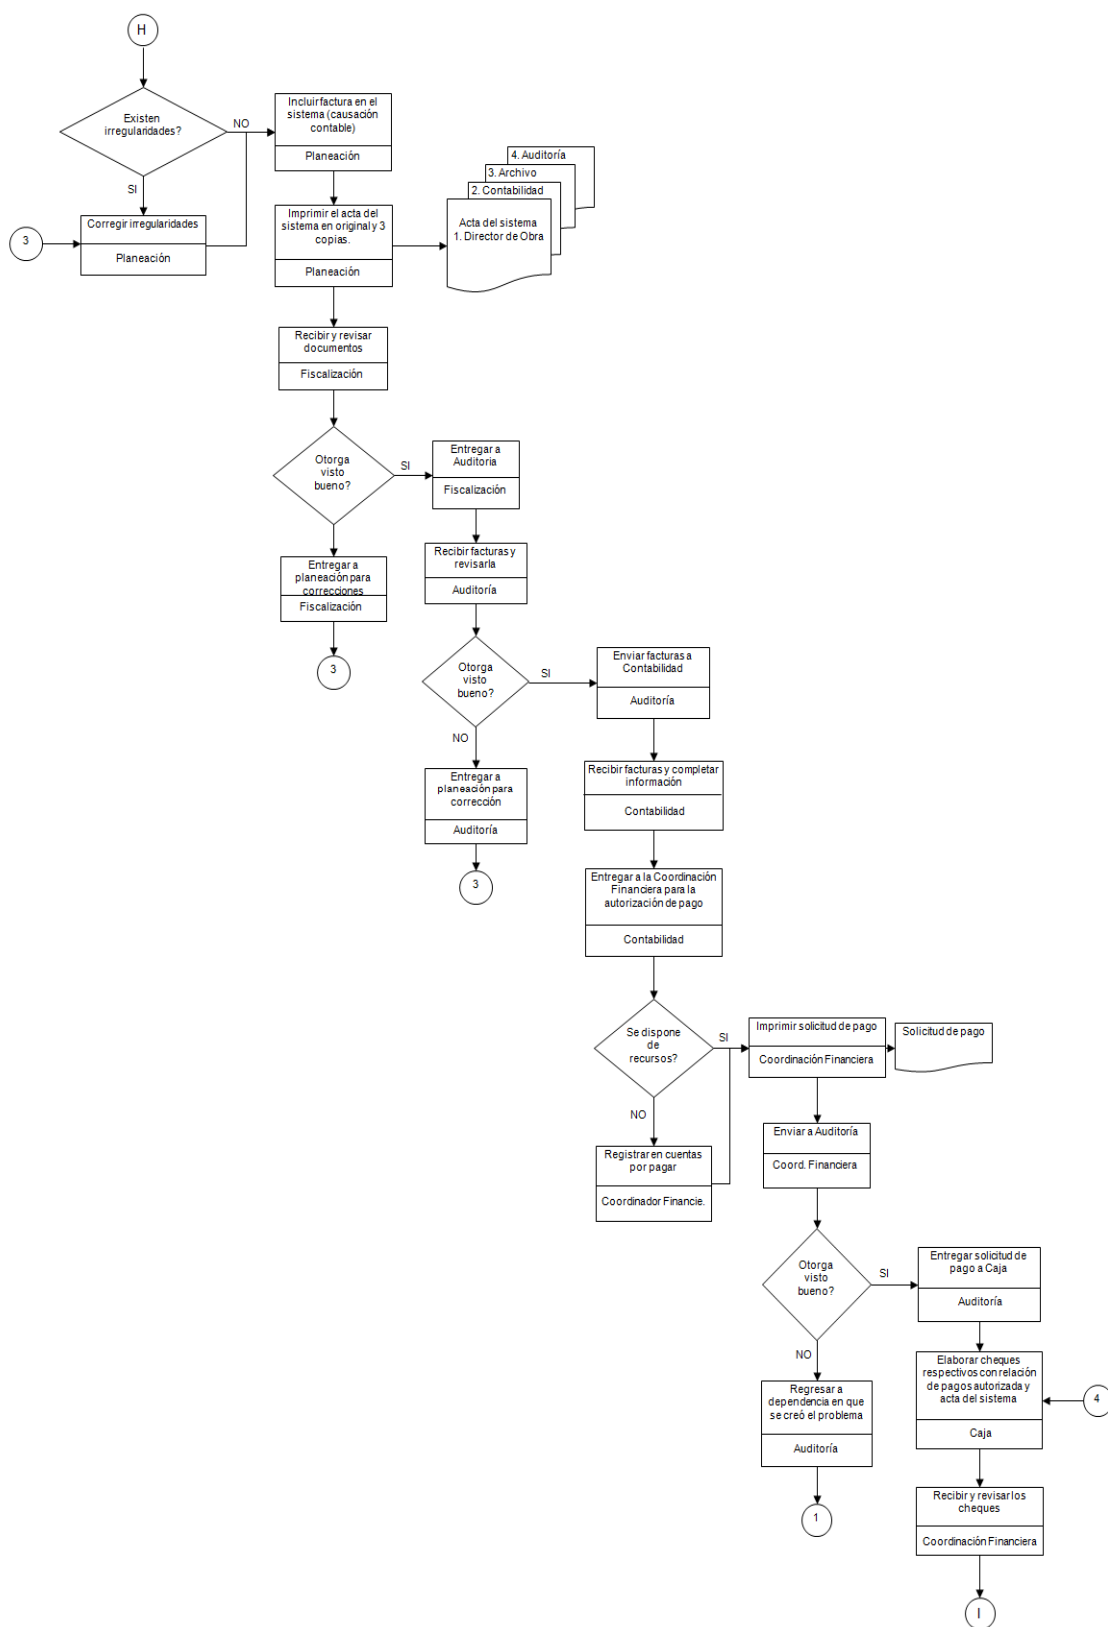 H
Existen
irregularidades?
NO
SI
Incluir factura en el
sistema (causación
contable)
Planeación
3
Corregir irregularidades
Planeación
Imprimir el acta del
sistema en original y 3
copias.
Planeación
4. Auditoría
3. Archivo
2. Contabilidad
Acta del sistema
1. Director de Obra
Recibir y revisar
documentos
Fiscalización
Otorga
visto
bueno?
SI
Entregar a
Auditoria
Fiscalización
Entregar a
planeación para
correcciones
Fiscalización
3
Recibir facturas y
revisarla
Auditoría
Otorga
visto
bueno?
SI
NO
Enviar facturas a
Contabilidad
Auditoría
Entregar a
planeación para
corrección
Auditoría
3
Recibir facturas y completar
información
Contabilidad
Entregar a la Coordinación
Financiera para la
autorización de pago
Contabilidad
Se dispone
de
recursos?
SI
NO
Imprimir solicitud de pago
Coordinación Financiera
Solicitud de pago
Registrar en cuentas
por pagar
Coordinador Financie.
Enviar a Auditoría
Coord. Financiera
Otorga
visto
bueno?
SI
NO
Entregar solicitud de
pago a Caja
Auditoría
Regresar a
dependencia en que
se creó el problema
Auditoría
1
Elaborar cheques
respectivos con relación
de pagos autorizada y
acta del sistema
Caja
4
Recibir y revisar los
cheques
Coordinación Financiera
I